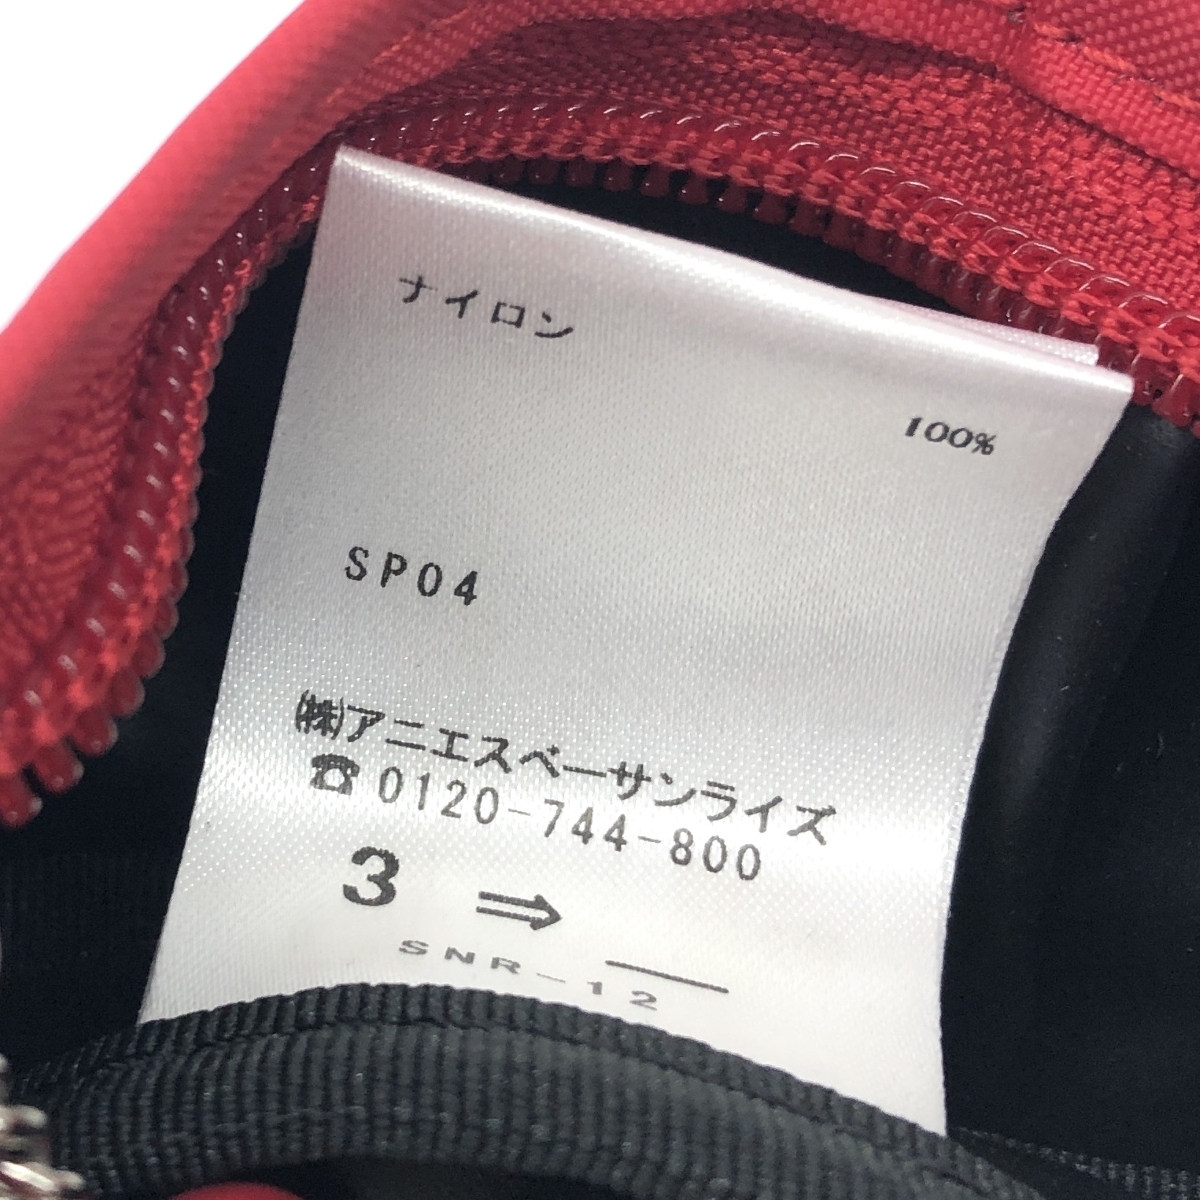 ナイロン
100%
SP04
㈱アニエスベーサンライズ
☎0120-744-800
3 ⇒
SNR-12